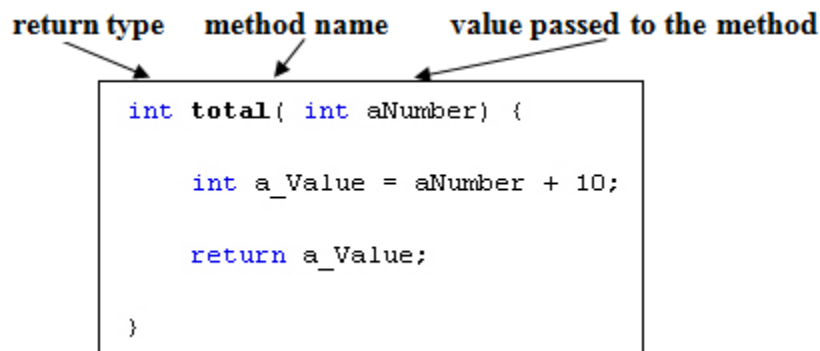 return type method name value passed to the method
int total( int aNumber) {
int a_Value = aNumber + 10;
return a_Value;
}